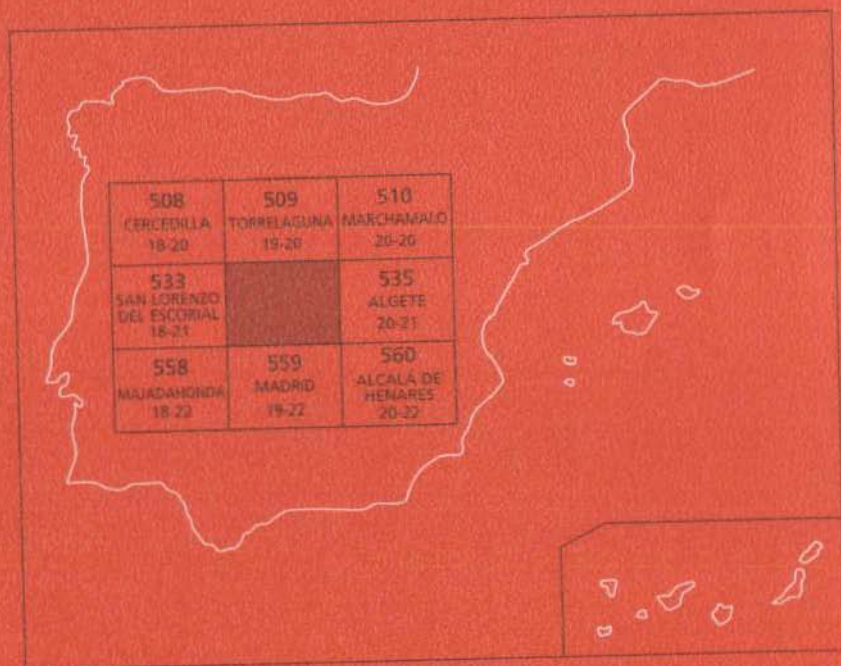 508
CERCEDILLA
18-20
509
TORRELAGUNA
19-20
510
MARCHAMALO
20-20
533
SAN LORENZO
DEL ESCORIAL
18-21
535
ALGETE
20-21
558
MAJADAHONDA
18-22
559
MADRID
19-22
560
ALCALÁ DE
HENARES
20-22